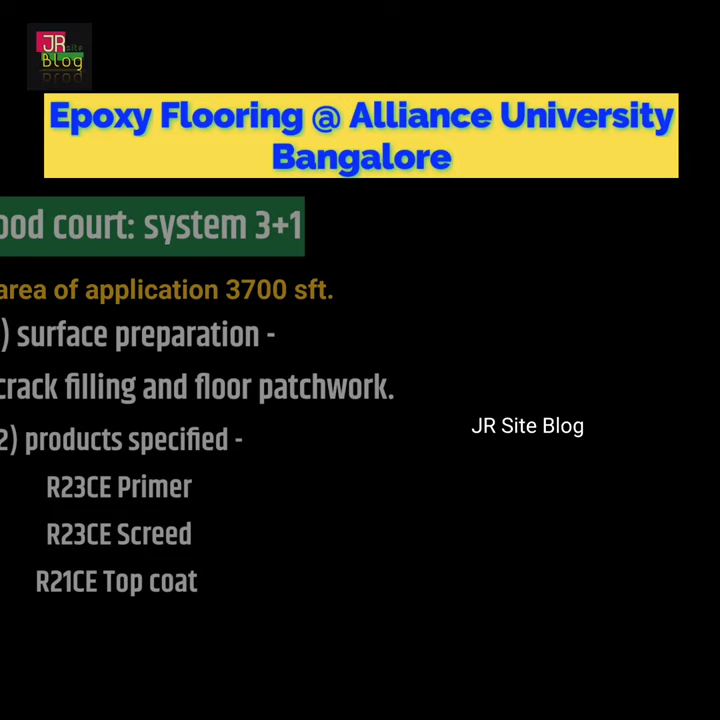 JR
site
Blog
Epoxy Flooring @ Alliance University
Bangalore
ood court: system 3+1
area of application 3700 sft.
) surface preparation -
crack filling and floor patchwork.
JR Site Blog
2) products specified -
R23CE Primer
R23CE Screed
R21CE Top coat